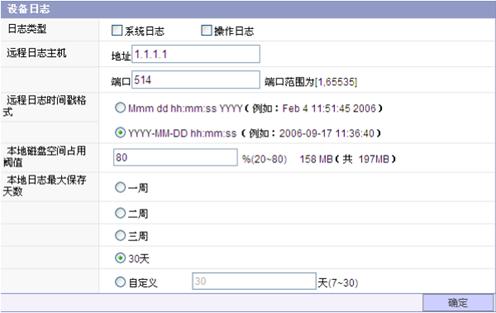 设备日志
日志类型 系统日志 操作日志
远程日志主机 地址 1.1.1.1
端口 514 端口范围为[1,65535]
远程日志时间戳格式 Mmm dd hh:mm:ss YYYY(例如:Feb 4 11:51:45 2006)
YYYY-MM-DD hh:mm:ss (例如:2006-09-17 11:36:40)
本地磁盘空间占用阈值 80 %(20~80) 158 MB(共 197MB)
本地日志最大保存天数 一周
二周
三周
30天
自定义 30 天(7~30)
确定